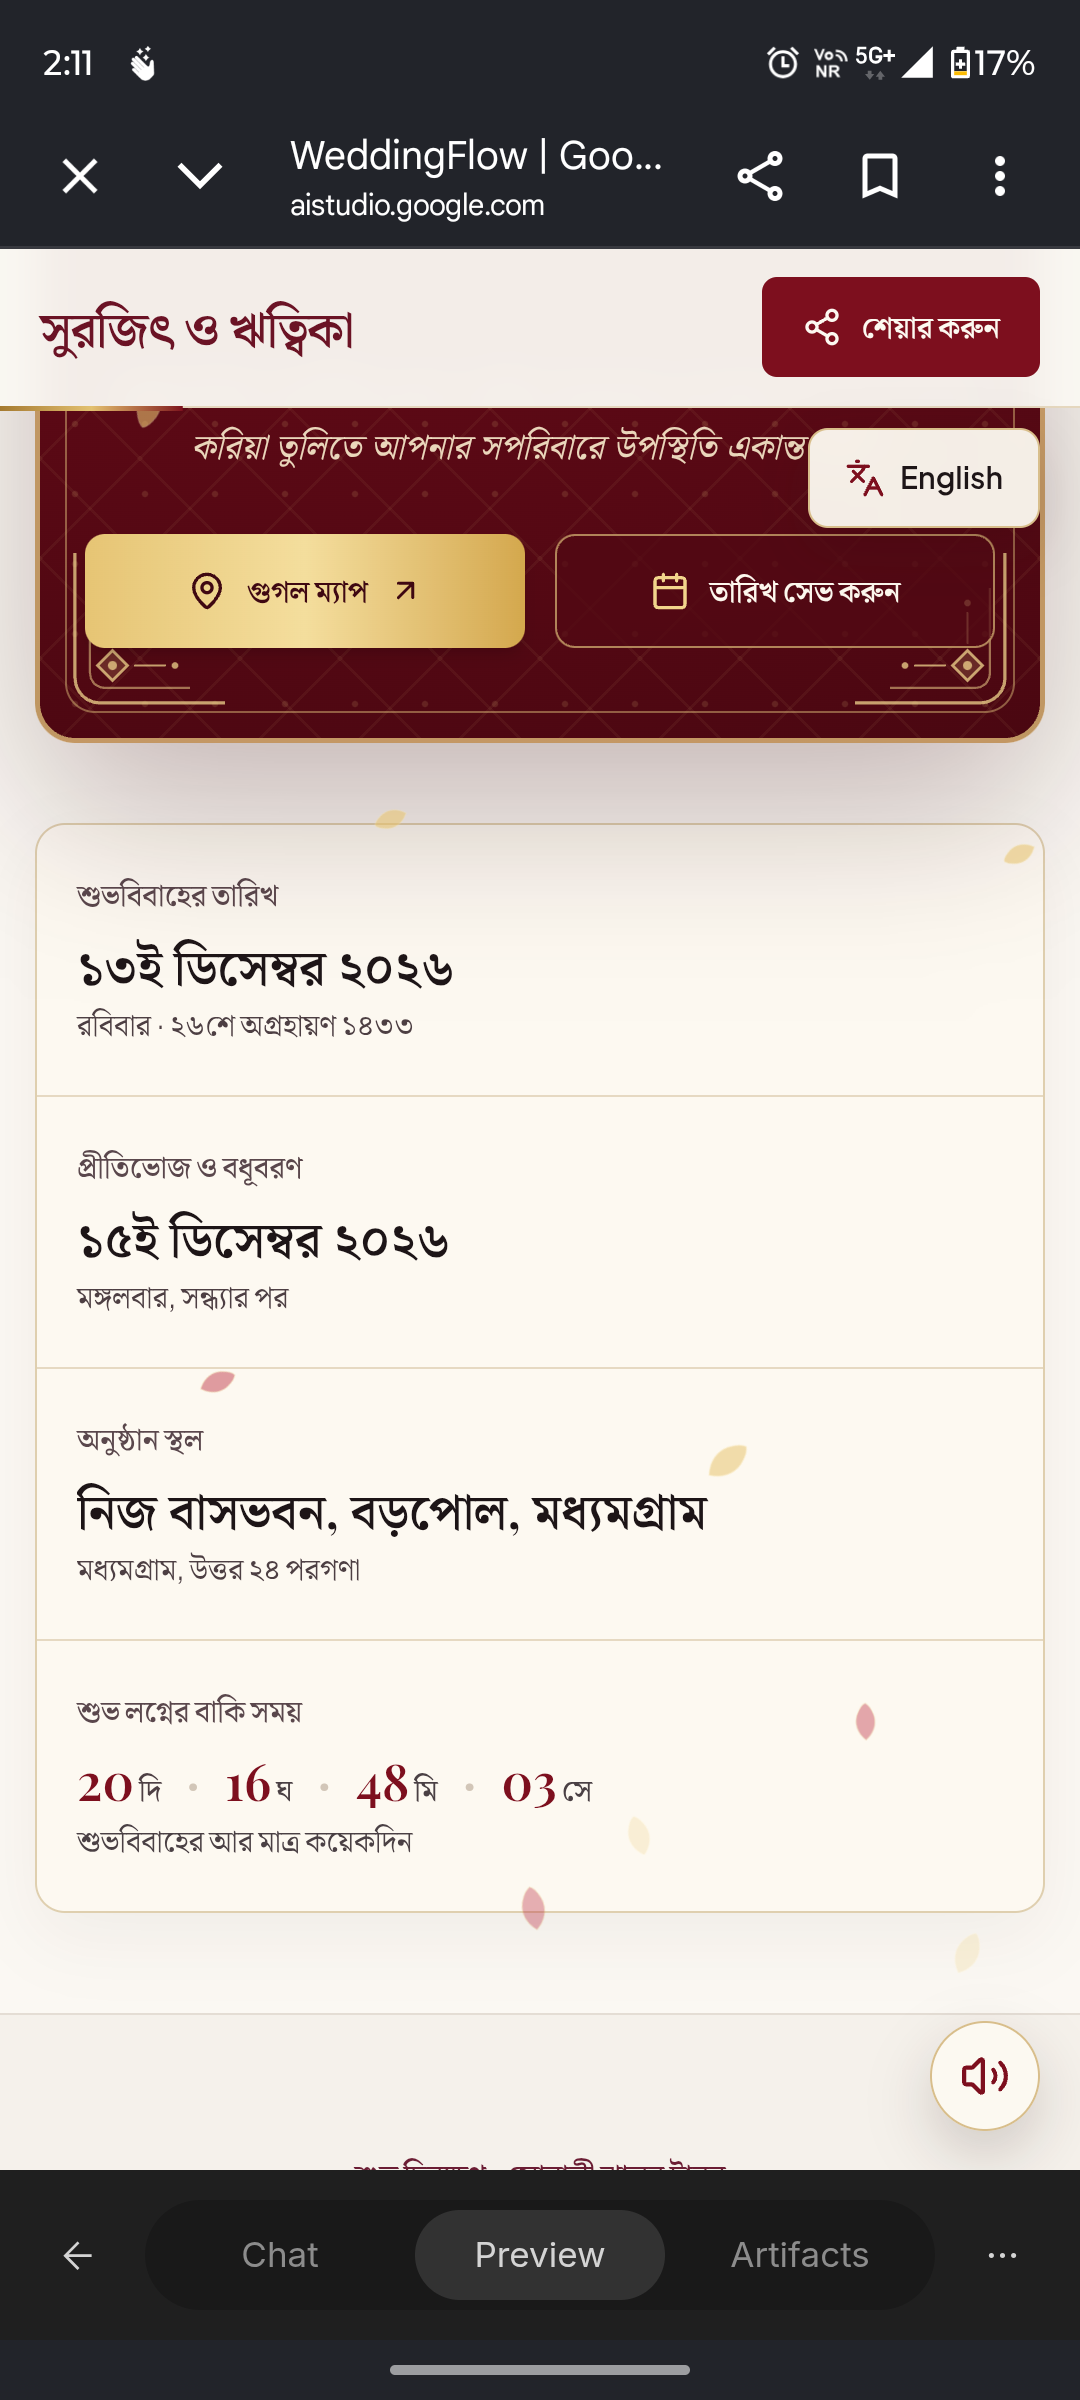 2:11
Vo NR 5G+ 17%
WeddingFlow | Goo...
aistudio.google.com
সুরজিৎ ও ঋত্বিকা
শেয়ার করুন
করিয়া তুলিতে আপনার সপরিবারে উপস্থিতি একান্ত
English
গুগল ম্যাপ
তারিখ সেভ করুন
শুভবিবাহের তারিখ
১৩ই ডিসেম্বর ২০২৬
রবিবার · ২৬শে অগ্রহায়ণ ১৪৩৩
প্রীতিভোজ ও বধূবরণ
১৫ই ডিসেম্বর ২০২৬
মঙ্গলবার, সন্ধ্যার পর
অনুষ্ঠান স্থল
নিজ বাসভবন, বড়পোল, মধ্যমগ্রাম
মধ্যমগ্রাম, উত্তর ২৪ পরগণা
শুভ লগ্নের বাকি সময়
20 দি · 16 ঘ · 48 মি · 03 সে
শুভবিবাহের আর মাত্র কয়েকদিন
Chat
Preview
Artifacts